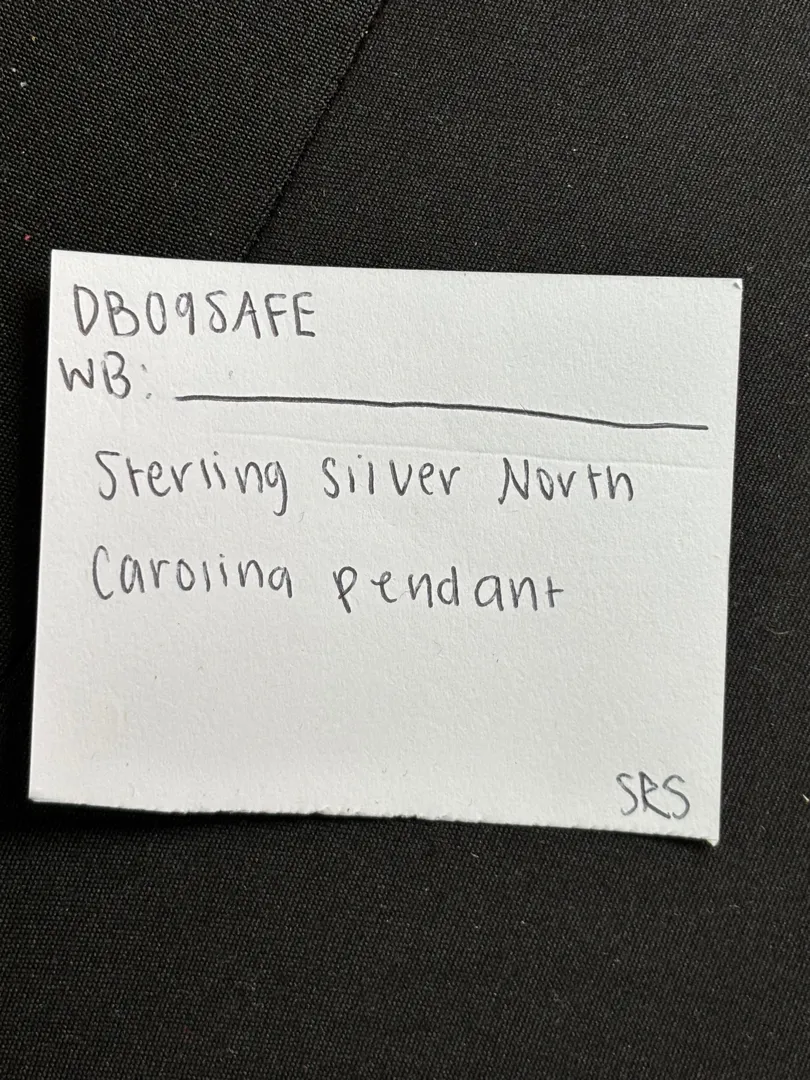 DB09SAFE
WB:
Sterling Silver North
Carolina pendant
SRS